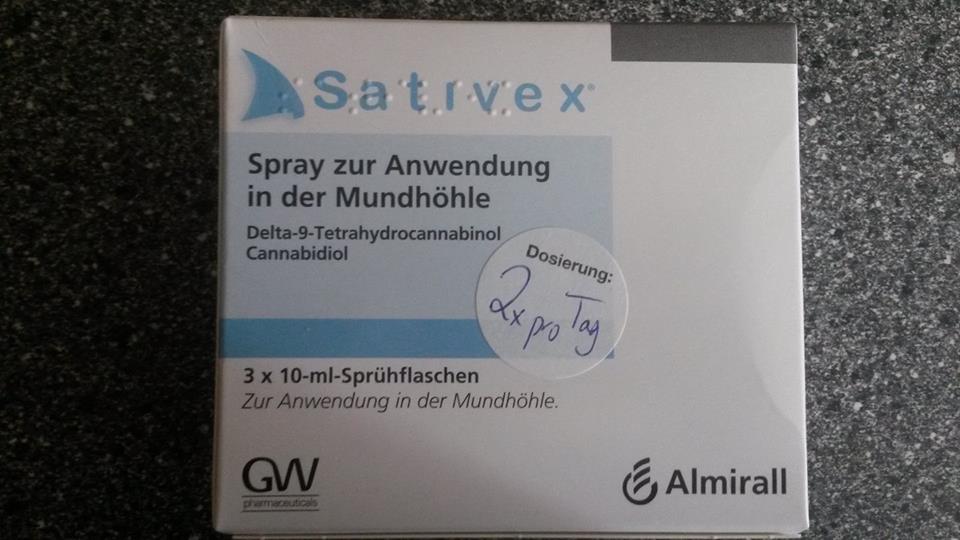 Sativex®
Spray zur Anwendung
in der Mundhöhle
Delta-9-Tetrahydrocannabinol
Cannabidiol
Dosierung:
2x pro Tag
3 x 10-ml-Sprühflaschen
Zur Anwendung in der Mundhöhle.
GW
pharmaceuticals
Almirall